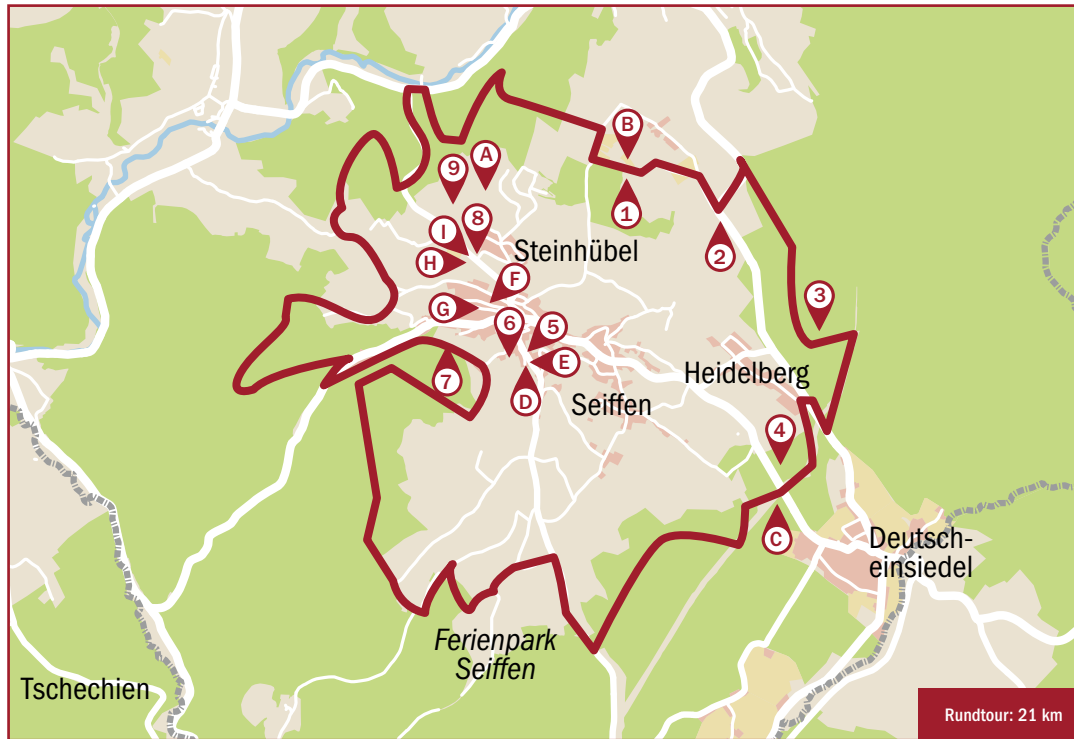 B
A
9
1
8
I
Steinhübel
2
H
F
3
G
6
5
E
Heidelberg
7
D
Seiffen
4
C
Deutsch-
einsiedel
Ferienpark
Seiffen
Tschechien
Rundtour: 21 km